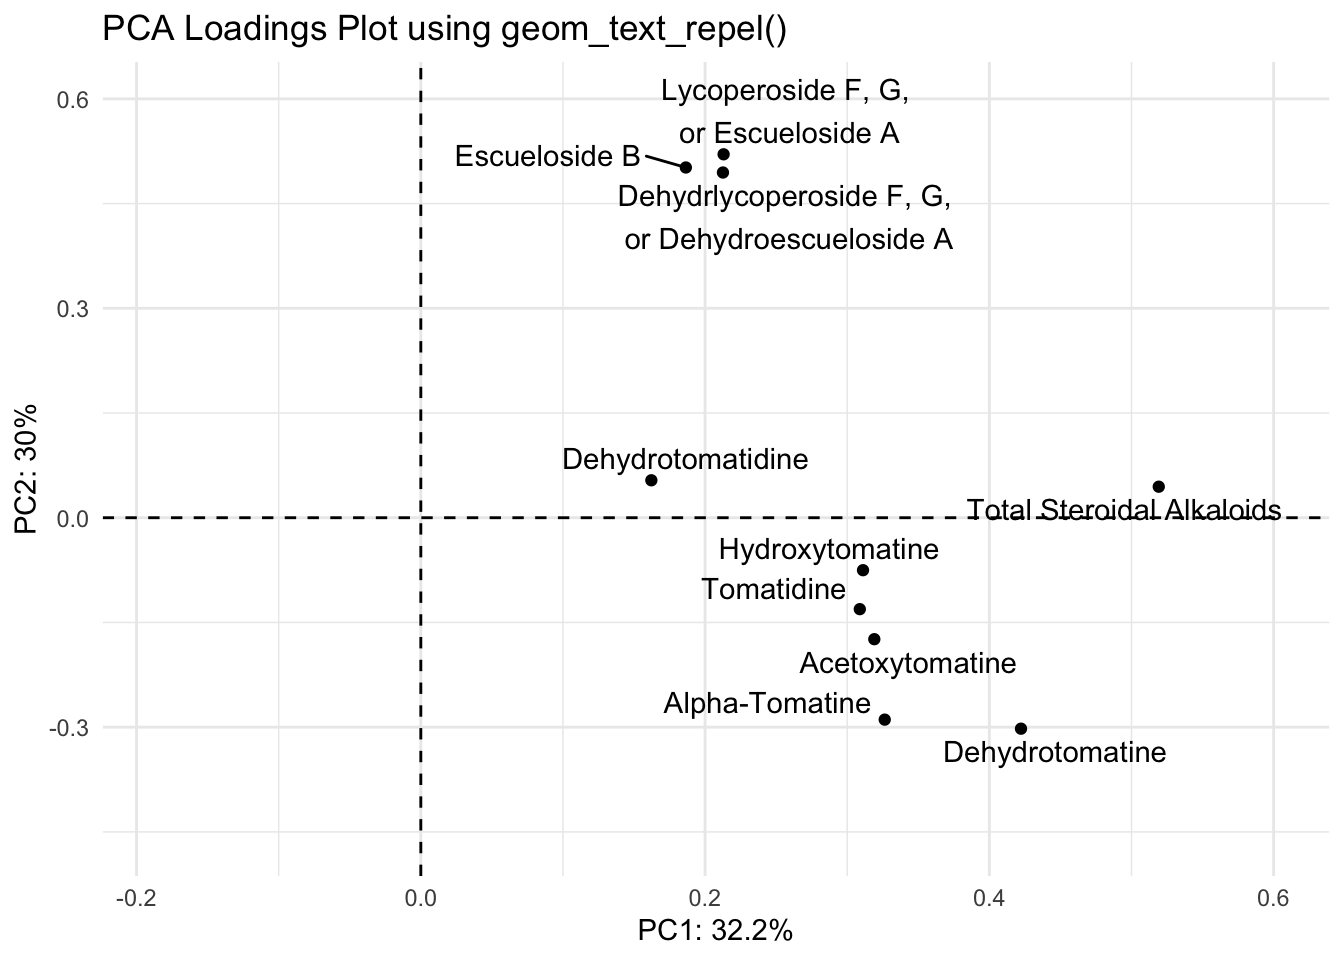 PCA Loadings Plot using geom_text_repel()
Lycoperoside F, G,
or Escueloside A
Escueloside B
Dehydrlycoperoside F, G,
or Dehydroescueloside A
Dehydrotomatidine
Total Steroidal Alkaloids
Hydroxytomatine
Tomatidine
Acetoxytomatine
Alpha-Tomatine
Dehydrotomatine
0.6
0.3
0.0
-0.3
PC2: 30%
-0.2
0.0
0.2
0.4
0.6
PC1: 32.2%